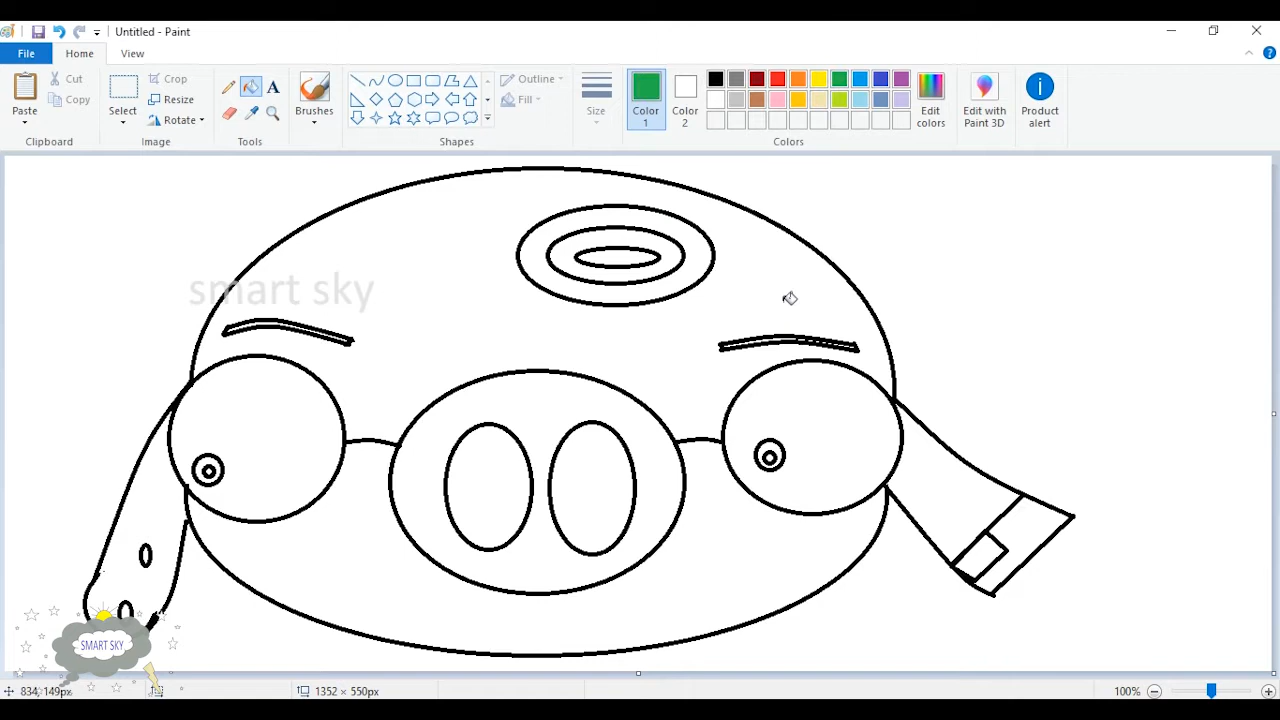 Untitled - Paint
File Home View
Paste
Cut
Copy
Clipboard
Select
Crop
Resize
Rotate
Image
A
Tools
Brushes
Shapes
Outline
Fill
Size
Color 1
Color 2
Edit colors
Colors
Edit with Paint 3D
Product alert
smart sky
SMART SKY
834, 149px
1352 × 550px
100%